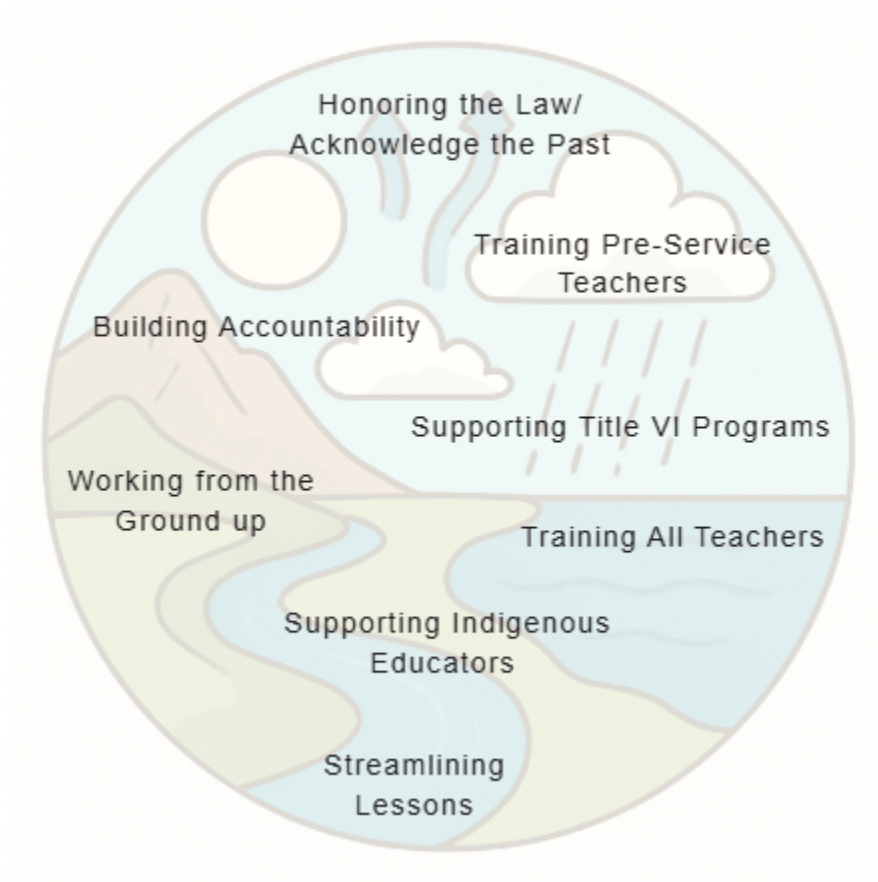 Honoring the Law/
Acknowledge the Past
Training Pre-Service
Teachers
Building Accountability
Supporting Title VI Programs
Working from the
Ground up
Training All Teachers
Supporting Indigenous
Educators
Streamlining
Lessons